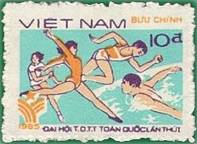 VIỆT NAM
BƯU CHÍNH
10đ
1985
ĐẠI HỘI T.D.T.T TOÀN QUỐC LẦN THỨ I